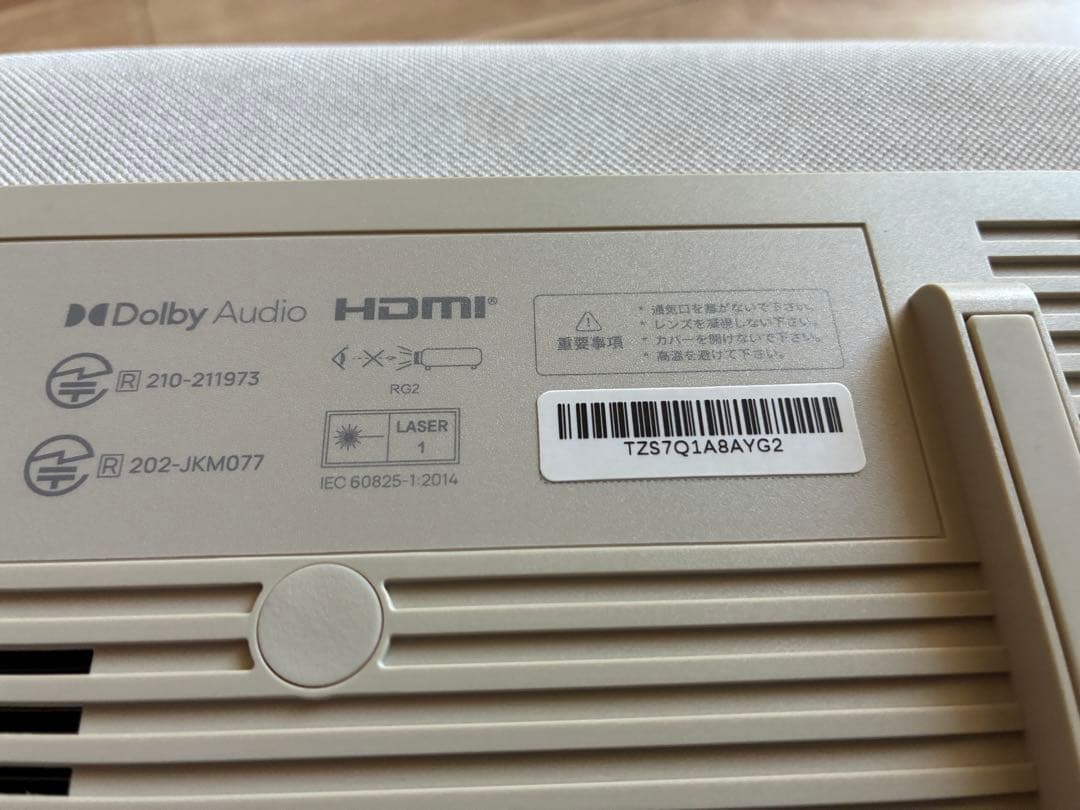 Dolby Audio
HDMI®
R 210-211973
RG2
R 202-JKM077
LASER
1
IEC 60825-1:2014
重要事項
* 通気口を塞がないで下さい。
* レンズを凝視しない下さい。
* カバーを開けないで下さい。
* 高温を避けて下さい。
TZS7Q1A8AYG2